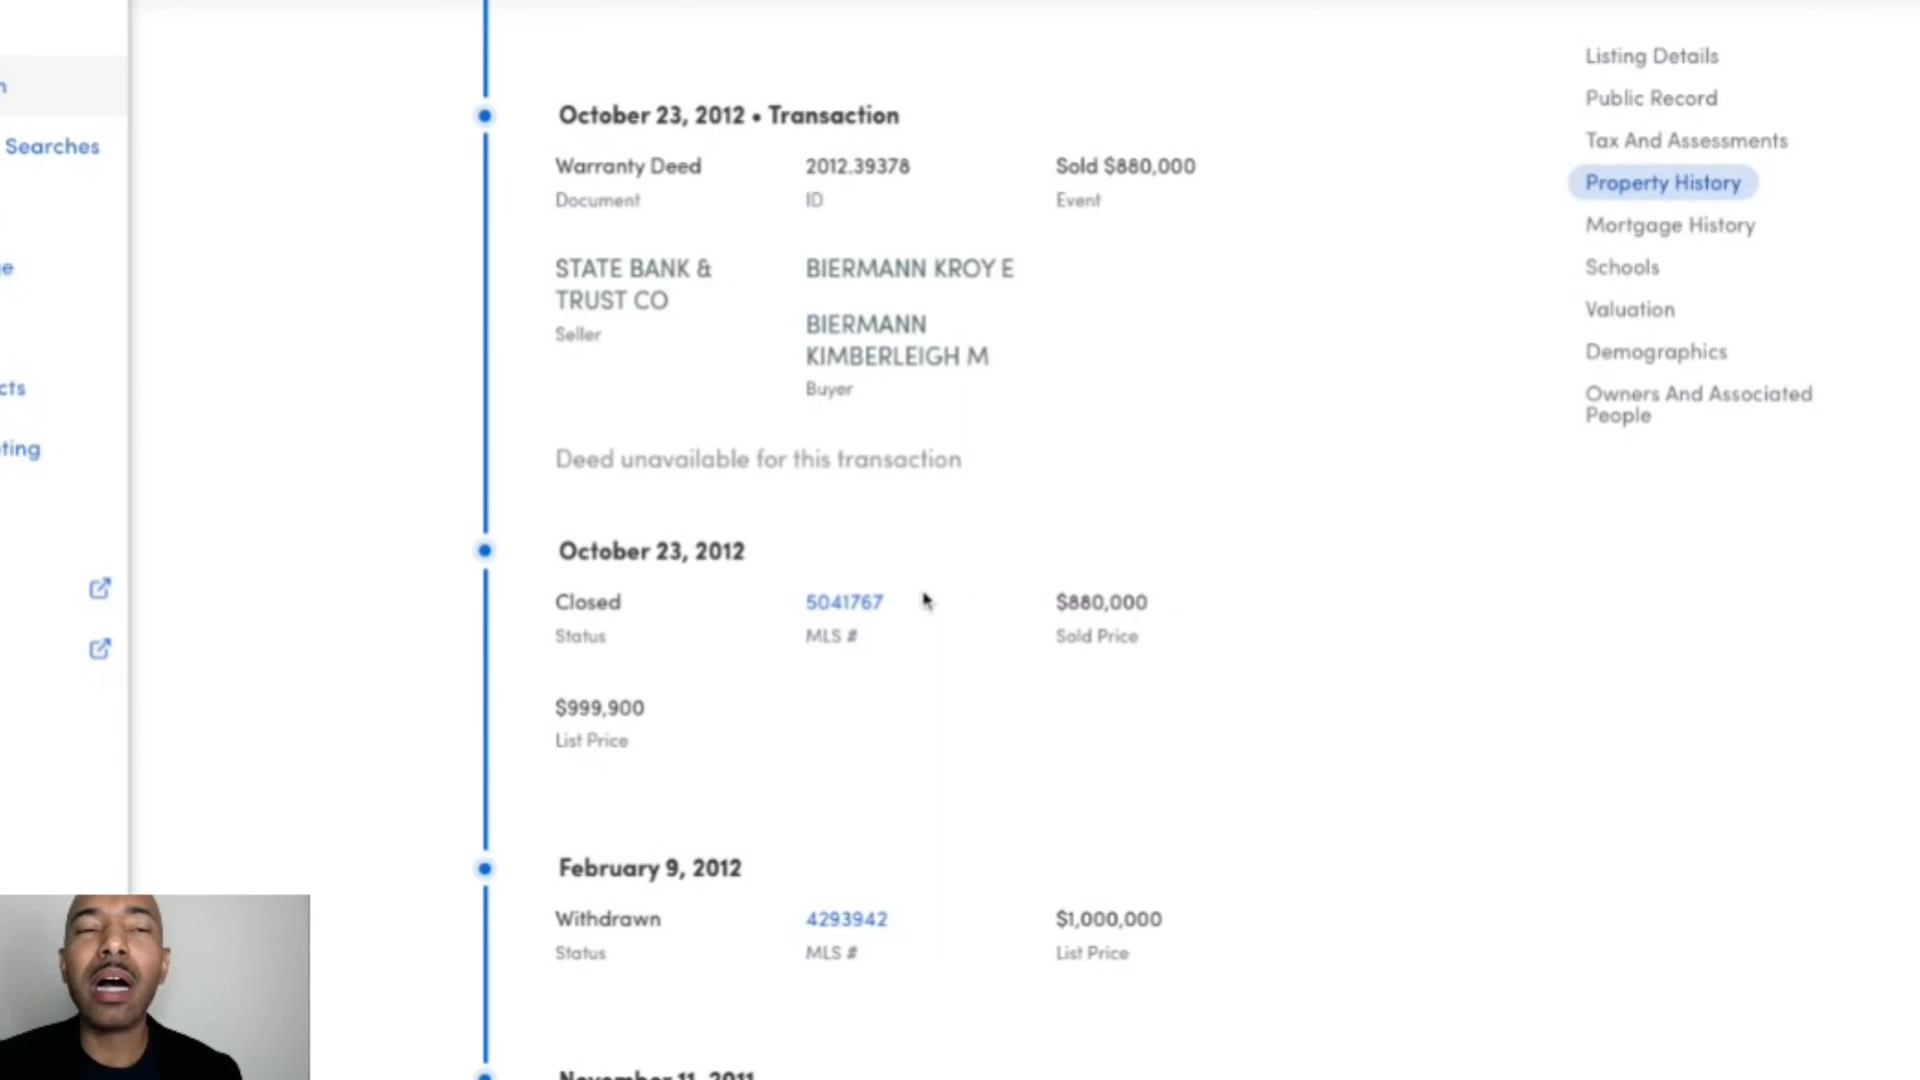 n
Searches
e
cts
ting
October 23, 2012 • Transaction
Warranty Deed 2012.39378 Sold $880,000
Document ID Event
STATE BANK &
TRUST CO
Seller
BIERMANN KROY E
BIERMANN
KIMBERLEIGH M
Buyer
Deed unavailable for this transaction
October 23, 2012
Closed 5041767 $880,000
Status MLS # Sold Price
$999,900
List Price
February 9, 2012
Withdrawn 4293942 $1,000,000
Status MLS # List Price
November 11, 2011
Listing Details
Public Record
Tax And Assessments
Property History
Mortgage History
Schools
Valuation
Demographics
Owners And Associated
People